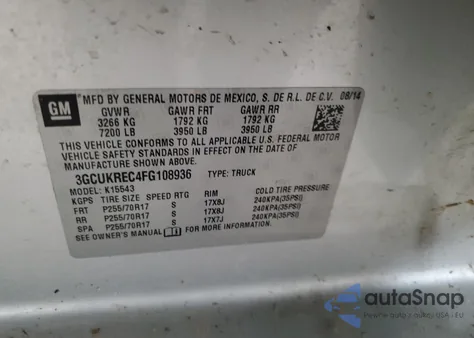 GM
MFD BY GENERAL MOTORS DE MEXICO, S. DE R.L. DE C.V. 08/14
GVWR GAWR FRT GAWR RR
3266 KG 1792 KG 1792 KG
7200 LB 3950 LB 3950 LB
THIS VEHICLE CONFORMS TO ALL APPLICABLE U.S. FEDERAL MOTOR
VEHICLE SAFETY STANDARDS IN EFFECT ON THE DATE OF
MANUFACTURE SHOWN ABOVE.
3GCUKREC4FG108936 TYPE: TRUCK
MODEL: K15543
KGPS TIRE SIZE SPEED RTG RIM COLD TIRE PRESSURE
FRT P255/70R17 S 17X8J 240KPA(35PSI)
RR P255/70R17 S 17X8J 240KPA(35PSI)
SPA P255/70R17 S 17X7J 240KPA(35PSI)
SEE OWNER'S MANUAL FOR MORE INFORMATION.
autoSnap